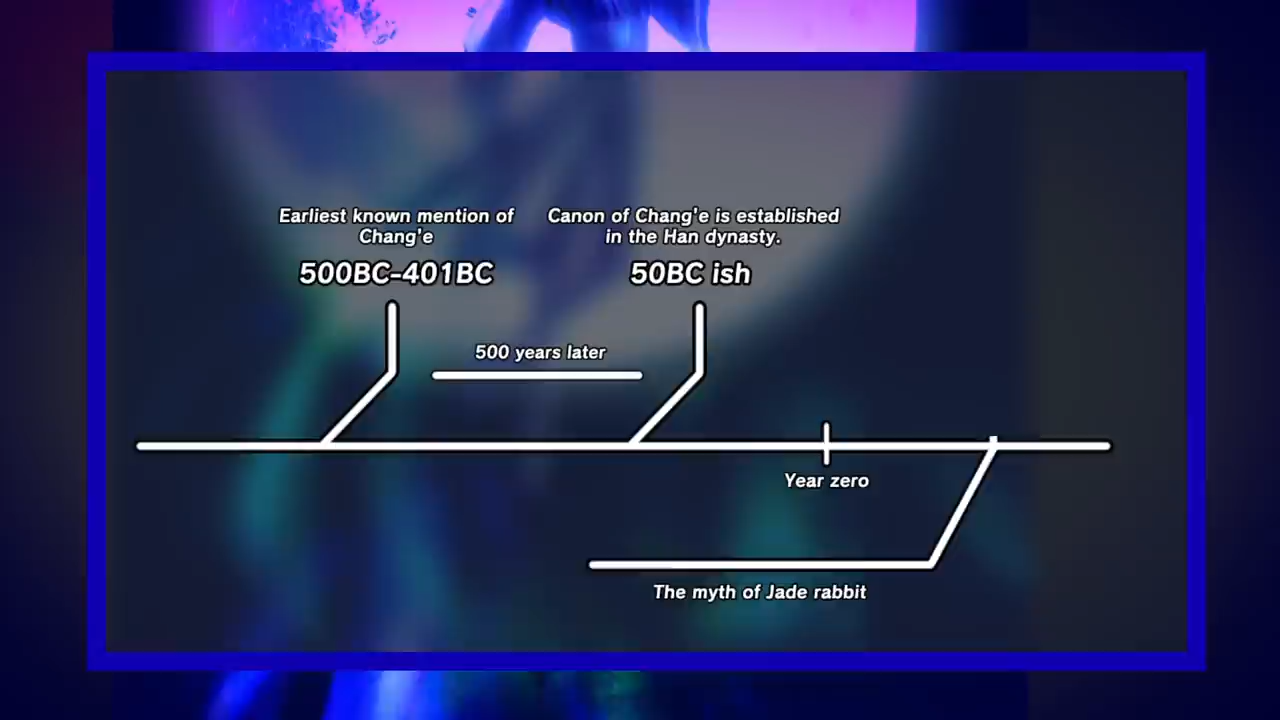 Earliest known mention of
Chang'e
500BC-401BC
Canon of Chang'e is established
in the Han dynasty.
50BC ish
500 years later
Year zero
The myth of Jade rabbit